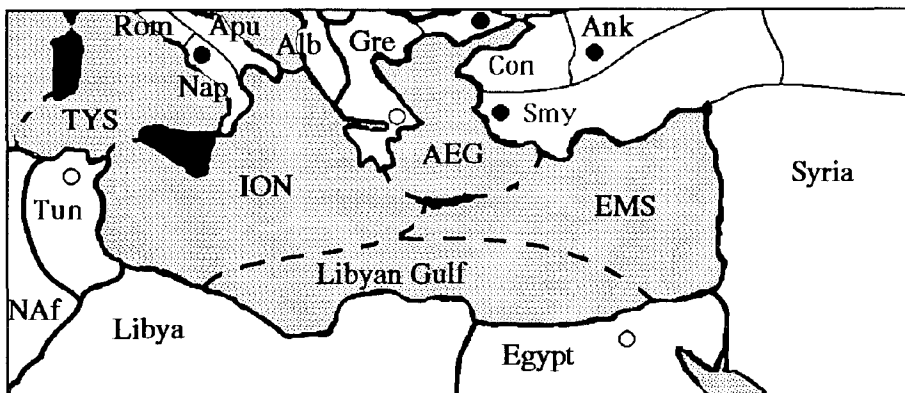 Rom
Apu
Alb
Gre
Ank
Con
Nap
TYS
Smy
AEG
Syria
ION
EMS
Tun
Libyan Gulf
NAf
Libya
Egypt